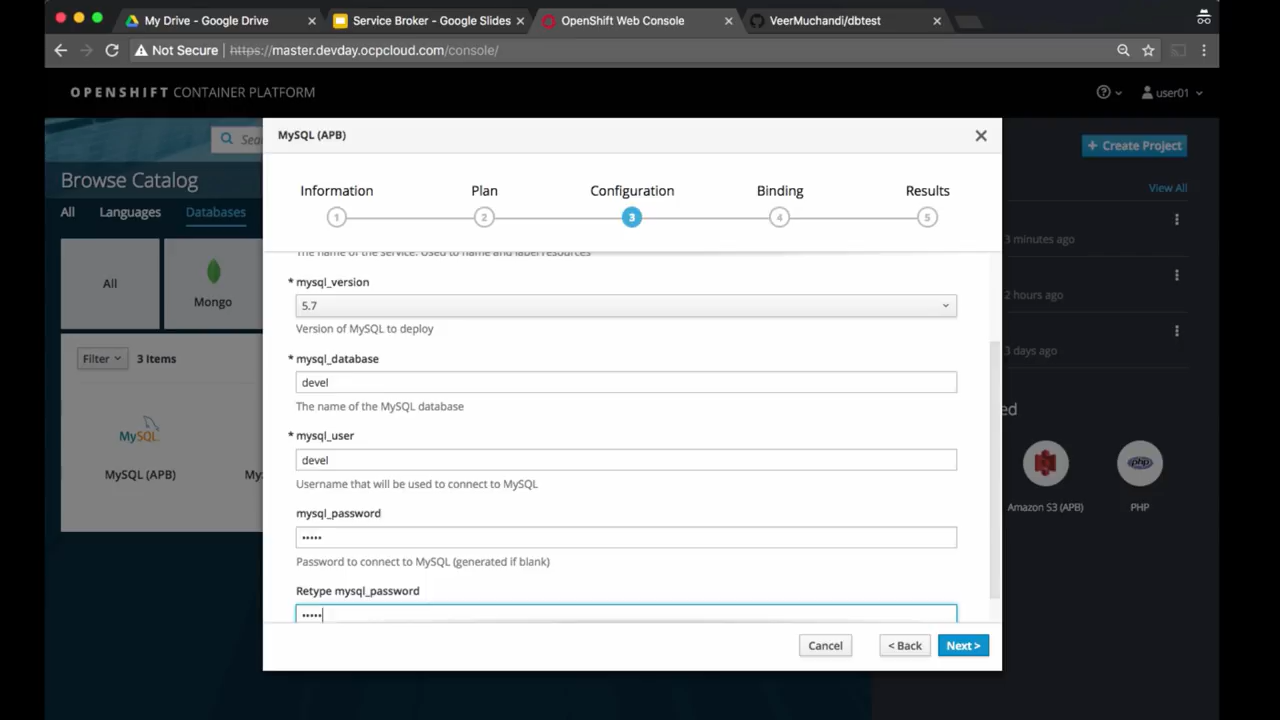 My Drive - Google Drive
Service Broker - Google Slides
OpenShift Web Console
VeerMuchandi/dbtest
Not Secure | https://master.devday.ocpcloud.com/console/
OPENSHIFT CONTAINER PLATFORM
user01
MySQL (APB)
Sea
+ Create Project
Browse Catalog
Information
Plan
Configuration
Binding
Results
View All
All
Languages
Databases
1
2
3
4
5
3 minutes ago
The name of the service. Used to name and label resources
* mysql_version
All
Mongo
5.7
2 hours ago
Version of MySQL to deploy
Filter
3 Items
* mysql_database
3 days ago
devel
The name of the MySQL database
ed
MySQL
* mysql_user
devel
MySQL (APB)
My
Username that will be used to connect to MySQL
php
Amazon S3 (APB)
PHP
mysql_password
•••••
Password to connect to MySQL (generated if blank)
Retype mysql_password
•••••
Cancel
< Back
Next >